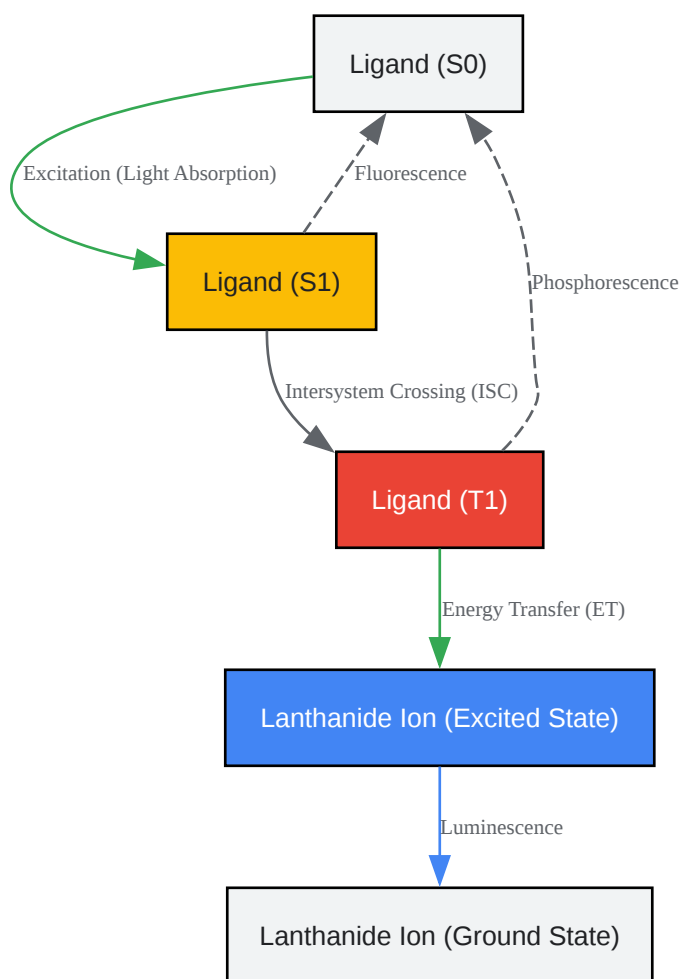 Ligand (S0)
Excitation (Light Absorption)
Fluorescence
Ligand (S1)
Phosphorescence
Intersystem Crossing (ISC)
Ligand (T1)
Energy Transfer (ET)
Lanthanide Ion (Excited State)
Luminescence
Lanthanide Ion (Ground State)